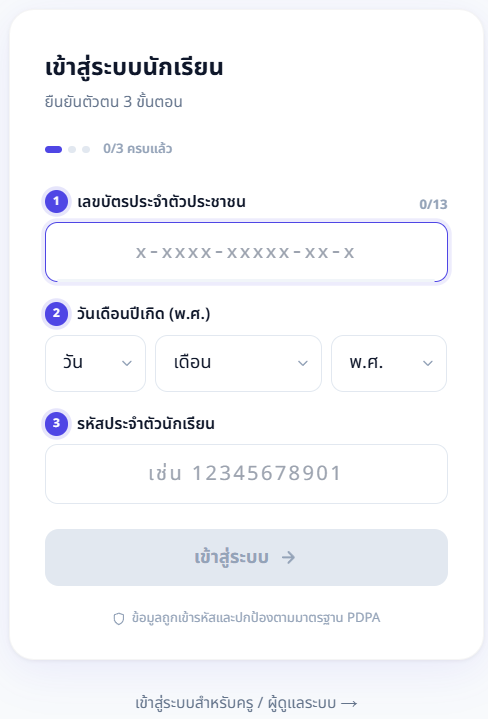 เข้าสู่ระบบนักเรียน
ยืนยันตัวตน 3 ขั้นตอน
0/3 ครบแล้ว
1 เลขบัตรประจำตัวประชาชน 0/13
x-xxxx-xxxxx-xx-x
2 วันเดือนปีเกิด (พ.ศ.)
วัน เดือน พ.ศ.
3 รหัสประจำตัวนักเรียน
เช่น 12345678901
เข้าสู่ระบบ →
ข้อมูลถูกเข้ารหัสและปกป้องตามมาตรฐาน PDPA
เข้าสู่ระบบสำหรับครู / ผู้ดูแลระบบ →